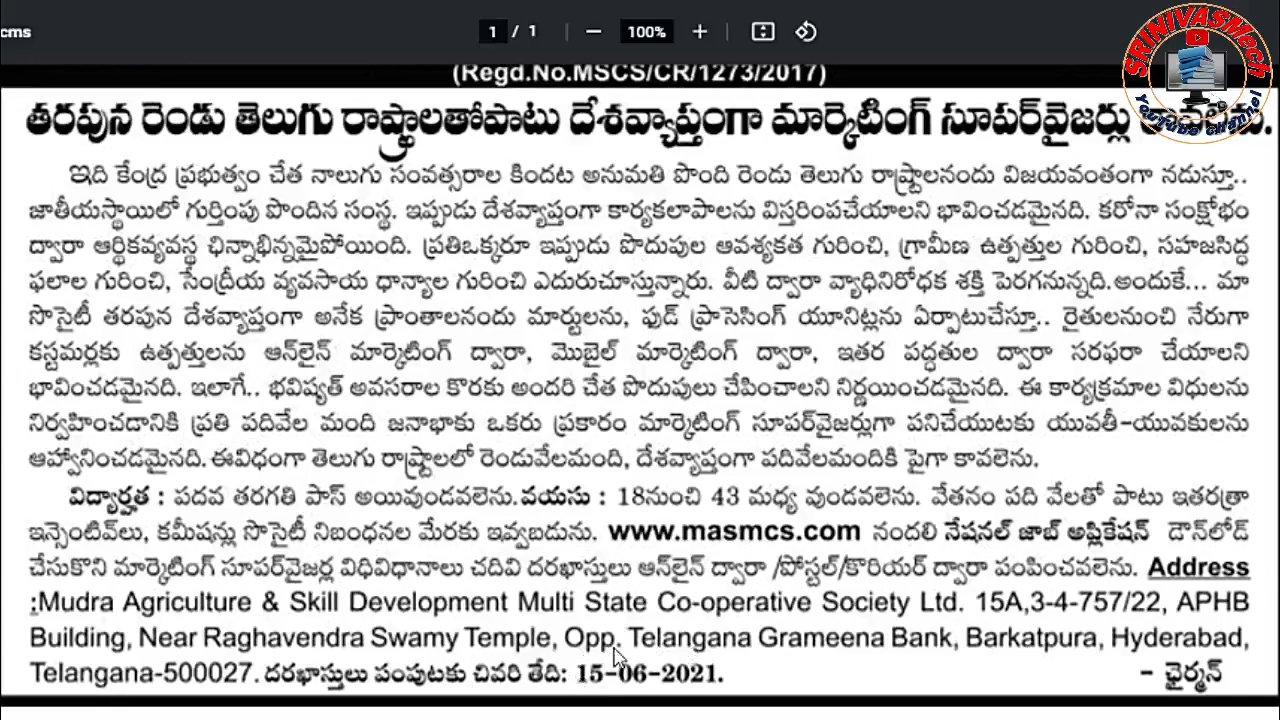 cms
1 / 1
100%
SRINIVASMech
YouTube channel
(Regd.No.MSCS/CR/1273/2017)
తరపున రెండు తెలుగు రాష్ట్రాలతోపాటు దేశవ్యాప్తంగా మార్కెటింగ్ సూపర్‌వైజర్లు
ఇది కేంద్ర ప్రభుత్వం చేత నాలుగు సంవత్సరాల కిందట అనుమతి పొంది రెండు తెలుగు రాష్ట్రాలనందు విజయవంతంగా నడుస్తూ..
జాతీయస్థాయిలో గుర్తింపు పొందిన సంస్థ. ఇప్పుడు దేశవ్యాప్తంగా కార్యకలాపాలను విస్తరింపచేయాలని భావించడమైనది. కరోనా సంక్షోభం
ద్వారా ఆర్థికవ్యవస్థ ఛిన్నాభిన్నమైపోయింది. ప్రతిఒక్కరూ ఇప్పుడు పొదుపుల ఆవశ్యకత గురించి, గ్రామీణ ఉత్పత్తుల గురించి, సహజసిద్ధ
ఫలాల గురించి, సేంద్రీయ వ్యవసాయ ధాన్యాల గురించి ఎదురుచూస్తున్నారు. వీటి ద్వారా వ్యాధినిరోధక శక్తి పెరగనున్నది.అందుకే... మా
సొసైటీ తరపున దేశవ్యాప్తంగా అనేక ప్రాంతాలనందు మార్టులను, ఫుడ్ ప్రాసెసింగ్ యూనిట్లను ఏర్పాటుచేస్తూ.. రైతులనుంచి నేరుగా
కస్టమర్లకు ఉత్పత్తులను ఆన్‌లైన్ మార్కెటింగ్ ద్వారా, మొబైల్ మార్కెటింగ్ ద్వారా, ఇతర పద్ధతుల ద్వారా సరఫరా చేయాలని
భావించడమైనది. ఇలాగే.. భవిష్యత్ అవసరాల కొరకు అందరి చేత పొదుపులు చేపించాలని నిర్ణయించడమైనది. ఈ కార్యక్రమాల విధులను
నిర్వహించడానికి ప్రతి పదివేల మంది జనాభాకు ఒకరు ప్రకారం మార్కెటింగ్ సూపర్‌వైజర్లుగా పనిచేయుటకు యువతీ-యువకులను
ఆహ్వానించడమైనది.ఈవిధంగా తెలుగు రాష్ట్రాలలో రెండువేలమంది, దేశవ్యాప్తంగా పదివేలమందికి పైగా కావలెను.
విద్యార్హత : పదవ తరగతి పాస్ అయివుండవలెను.వయసు : 18నుంచి 43 మధ్య వుండవలెను. వేతనం పది వేలతో పాటు ఇతరత్రా
ఇన్సెంటివ్‌లు, కమీషన్లు సొసైటీ నిబంధనల మేరకు ఇవ్వబడును. www.masmcs.com నందలి నేషనల్ జాబ్ అప్లికేషన్ డౌన్‌లోడ్
చేసుకొని మార్కెటింగ్ సూపర్‌వైజర్ల విధివిధానాలు చదివి దరఖాస్తులు ఆన్‌లైన్ ద్వారా /పోస్టల్/కొరియర్ ద్వారా పంపించవలెను. Address
:Mudra Agriculture & Skill Development Multi State Co-operative Society Ltd. 15A,3-4-757/22, APHB
Building, Near Raghavendra Swamy Temple, Opp. Telangana Grameena Bank, Barkatpura, Hyderabad,
Telangana-500027. దరఖాస్తులు పంపుటకు చివరి తేది: 15-06-2021. - ఛైర్మన్